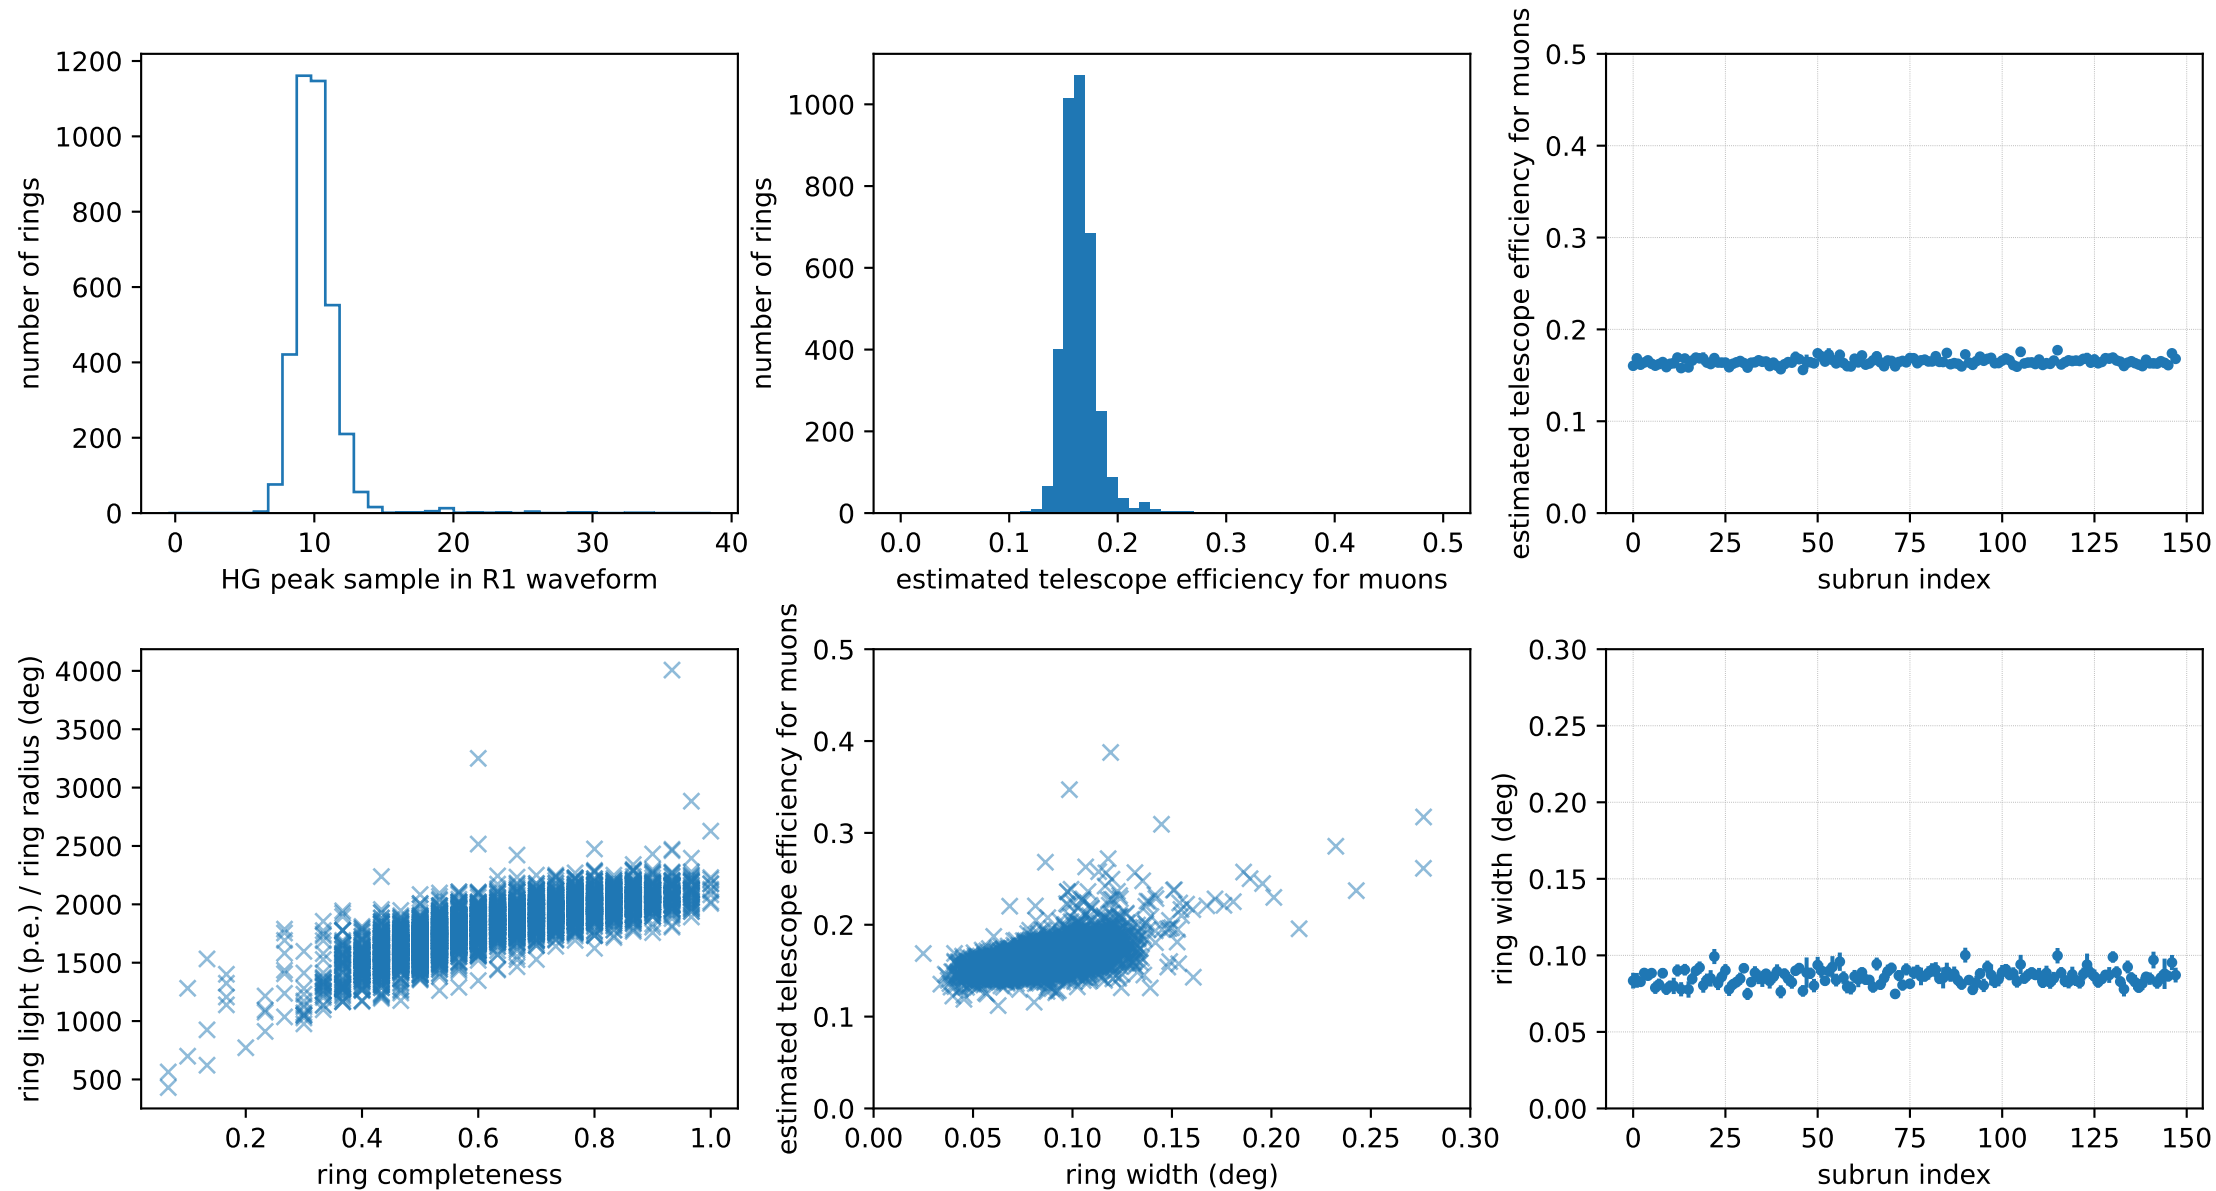 number of rings
1200
1000
800
600
400
200
0
0 10 20 30 40
HG peak sample in R1 waveform
number of rings
1000
800
600
400
200
0
0.0 0.1 0.2 0.3 0.4 0.5
estimated telescope efficiency for muons
estimated telescope efficiency for muons
0.5
0.4
0.3
0.2
0.1
0.0
0 25 50 75 100 125 150
subrun index
ring light (p.e.) / ring radius (deg)
4000
3500
3000
2500
2000
1500
1000
500
0.2 0.4 0.6 0.8 1.0
ring completeness
estimated telescope efficiency for muons
0.5
0.4
0.3
0.2
0.1
0.0
0.00 0.05 0.10 0.15 0.20 0.25 0.30
ring width (deg)
ring width (deg)
0.30
0.25
0.20
0.15
0.10
0.05
0.00
0 25 50 75 100 125 150
subrun index